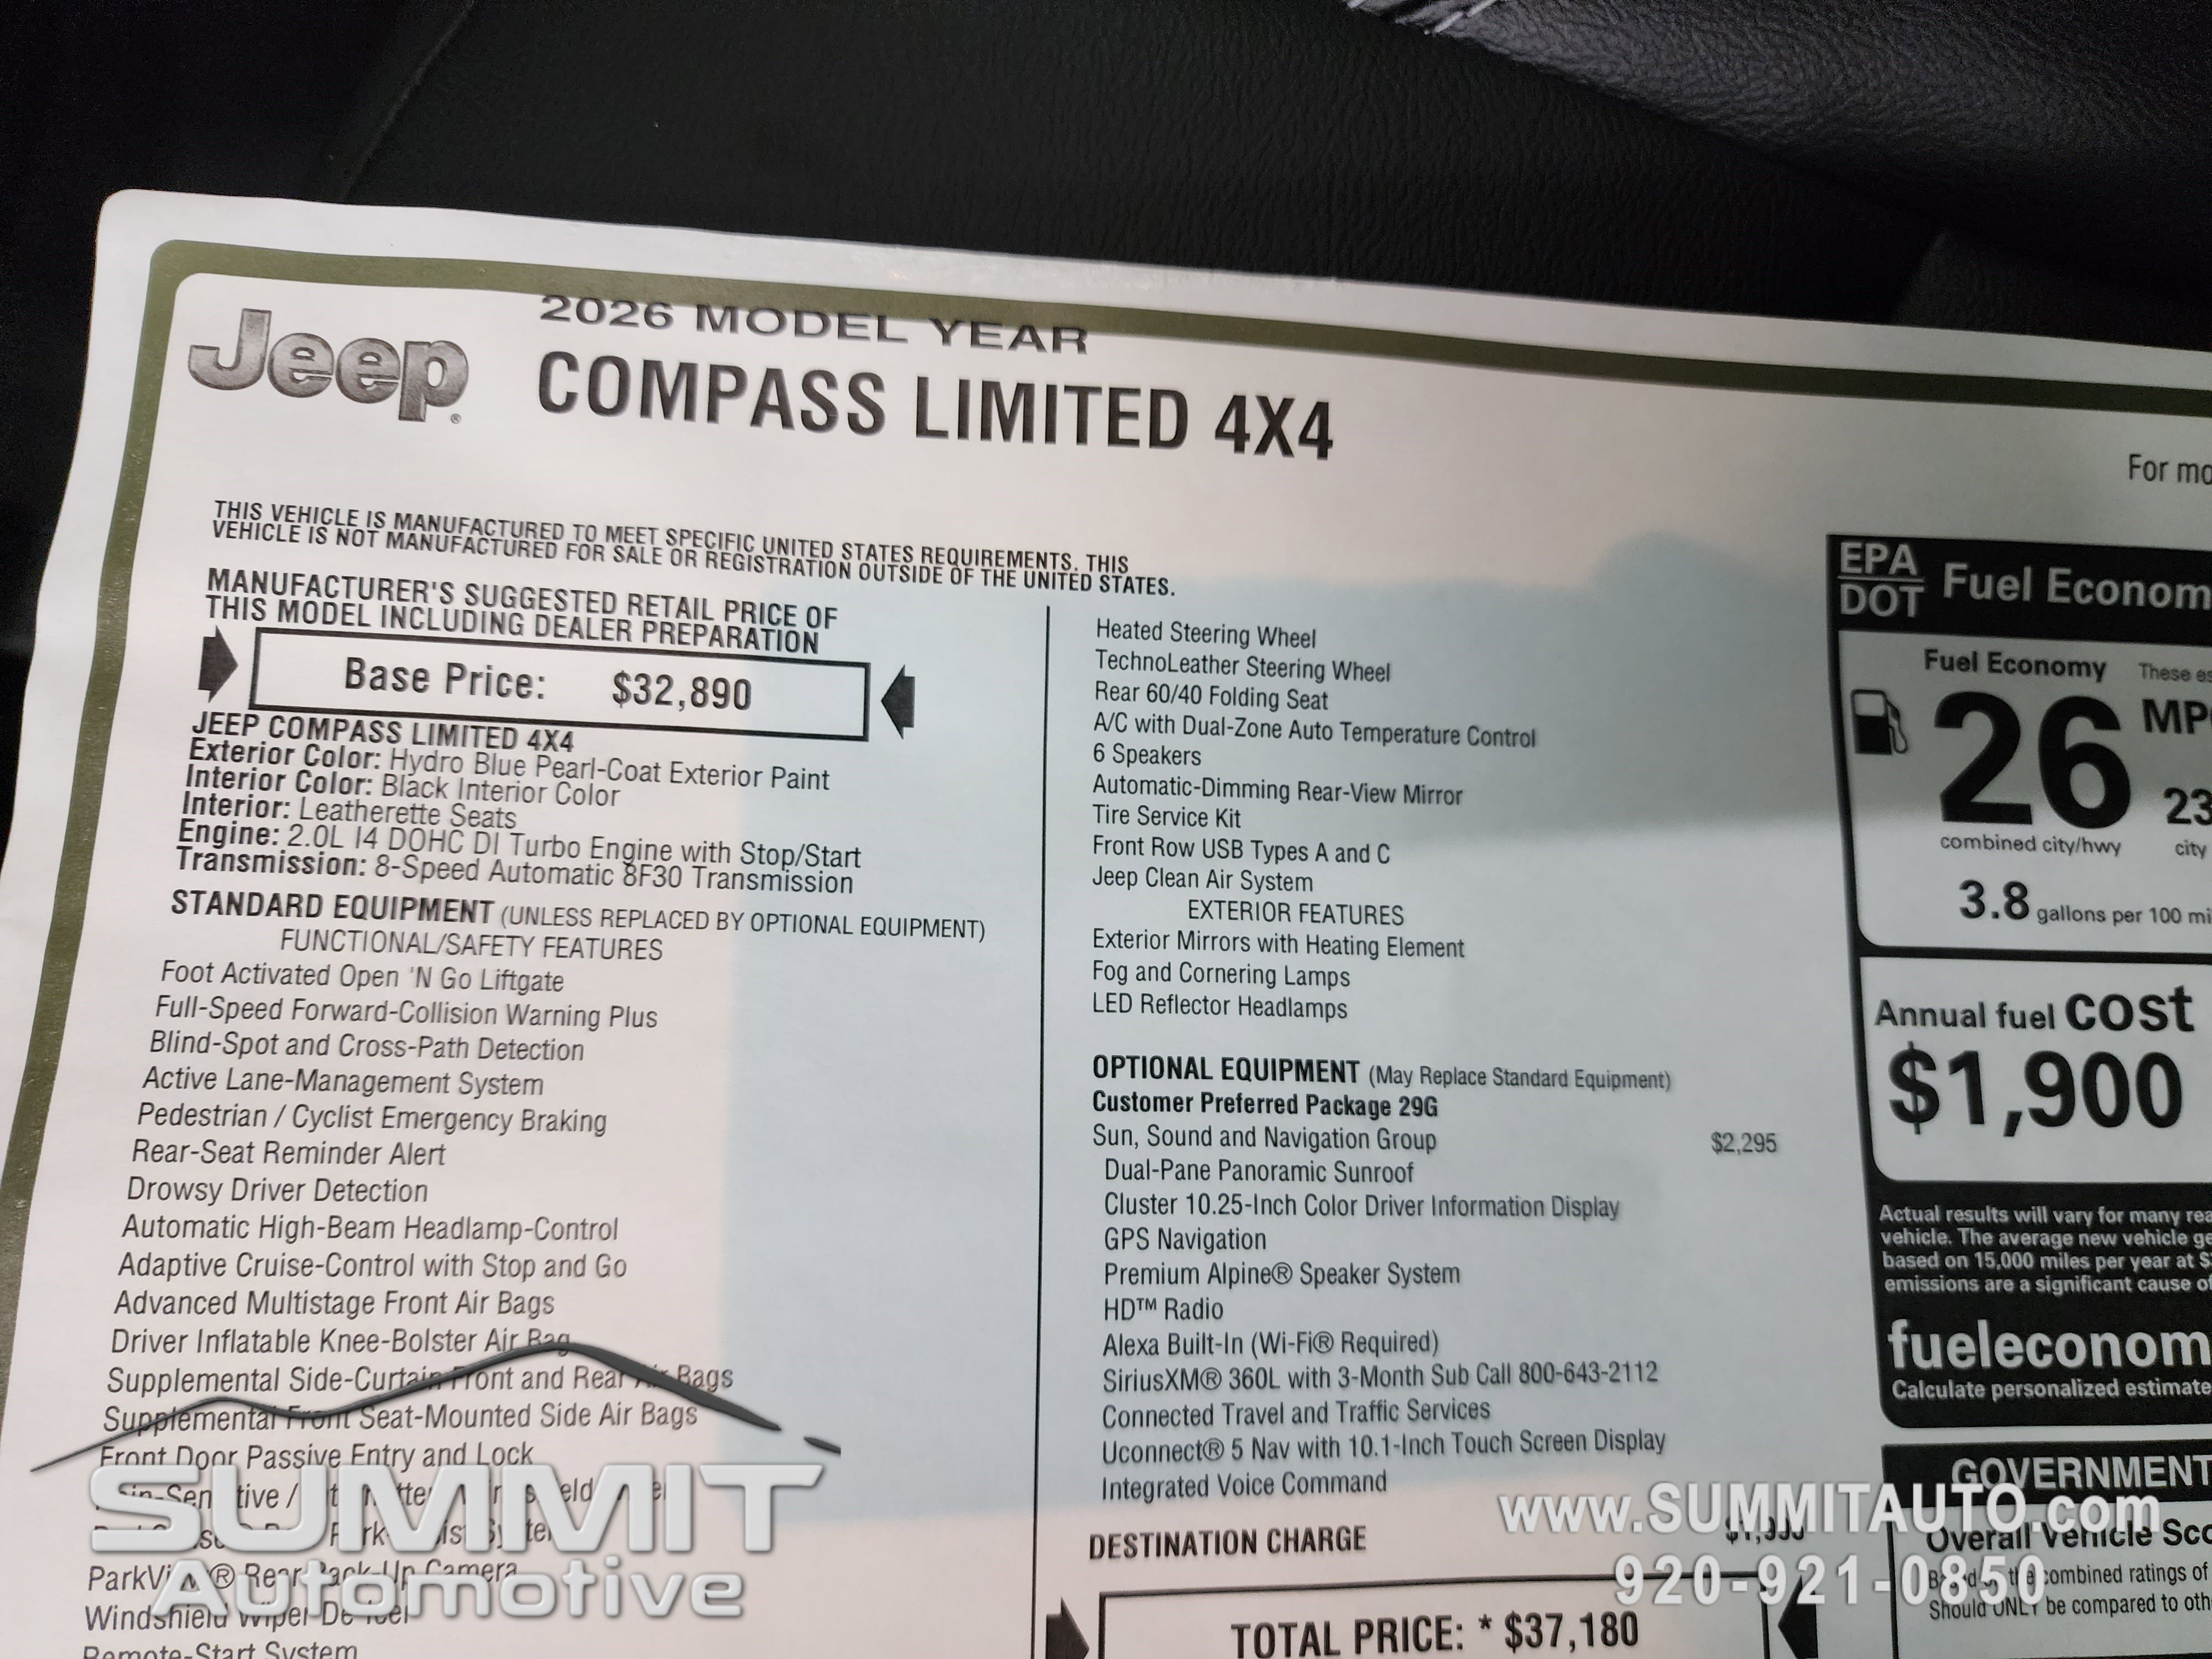 Jeep®
2026 MODEL YEAR
COMPASS LIMITED 4X4
For mo
THIS VEHICLE IS MANUFACTURED TO MEET SPECIFIC UNITED STATES REQUIREMENTS. THIS
VEHICLE IS NOT MANUFACTURED FOR SALE OR REGISTRATION OUTSIDE OF THE UNITED STATES.
MANUFACTURER'S SUGGESTED RETAIL PRICE OF
THIS MODEL INCLUDING DEALER PREPARATION
Base Price: $32,890
JEEP COMPASS LIMITED 4X4
Exterior Color: Hydro Blue Pearl-Coat Exterior Paint
Interior Color: Black Interior Color
Interior: Leatherette Seats
Engine: 2.0L I4 DOHC DI Turbo Engine with Stop/Start
Transmission: 8-Speed Automatic 8F30 Transmission
STANDARD EQUIPMENT (UNLESS REPLACED BY OPTIONAL EQUIPMENT)
FUNCTIONAL/SAFETY FEATURES
Foot Activated Open 'N Go Liftgate
Full-Speed Forward-Collision Warning Plus
Blind-Spot and Cross-Path Detection
Active Lane-Management System
Pedestrian / Cyclist Emergency Braking
Rear-Seat Reminder Alert
Drowsy Driver Detection
Automatic High-Beam Headlamp-Control
Adaptive Cruise-Control with Stop and Go
Advanced Multistage Front Air Bags
Driver Inflatable Knee-Bolster Air Bag
Supplemental Side-Curtain Front and Rear Air Bags
Supplemental Front Seat-Mounted Side Air Bags
Front Door Passive Entry and Lock
ParkView® Rear Back-Up Camera
Windshield Wiper De-Icer
Remote-Start System
Heated Steering Wheel
TechnoLeather Steering Wheel
Rear 60/40 Folding Seat
A/C with Dual-Zone Auto Temperature Control
6 Speakers
Automatic-Dimming Rear-View Mirror
Tire Service Kit
Front Row USB Types A and C
Jeep Clean Air System
EXTERIOR FEATURES
Exterior Mirrors with Heating Element
Fog and Cornering Lamps
LED Reflector Headlamps
OPTIONAL EQUIPMENT (May Replace Standard Equipment)
Customer Preferred Package 29G
Sun, Sound and Navigation Group $2,295
Dual-Pane Panoramic Sunroof
Cluster 10.25-Inch Color Driver Information Display
GPS Navigation
Premium Alpine® Speaker System
HD™ Radio
Alexa Built-In (Wi-Fi® Required)
SiriusXM® 360L with 3-Month Sub Call 800-643-2112
Connected Travel and Traffic Services
Uconnect® 5 Nav with 10.1-Inch Touch Screen Display
Integrated Voice Command
DESTINATION CHARGE
TOTAL PRICE: * $37,180
EPA
DOT
Fuel Econom
Fuel Economy These es
26 MP
23
combined city/hwy city
3.8 gallons per 100 mi
Annual fuel cost
$1,900
Actual results will vary for many rea
vehicle. The average new vehicle ge
based on 15,000 miles per year at $
emissions are a significant cause of
fueleconom
Calculate personalized estimate
GOVERNMENT
Overall Vehicle Sco
combined ratings of
Should ONLY be compared to oth
SUMMIT
Automotive
www.SUMMITAUTO.com
920-921-0850